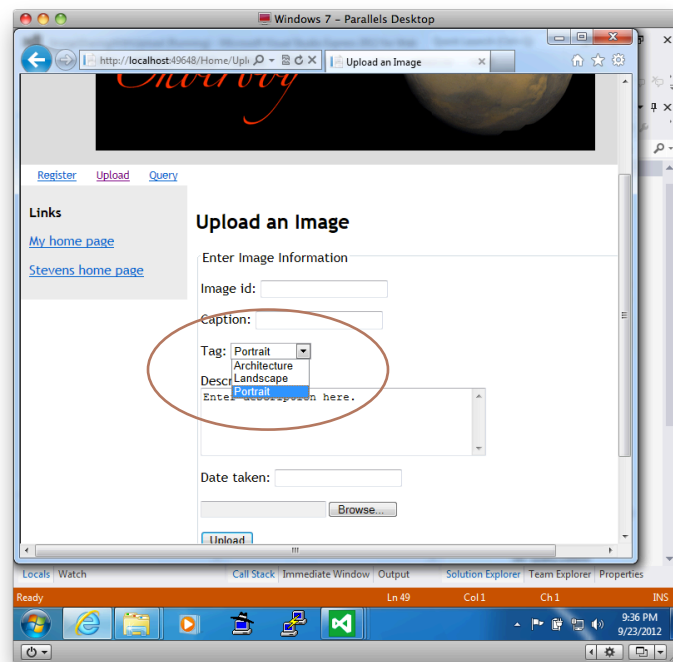 Windows 7 - Parallels Desktop
http://localhost:49648/Home/Uplo
Upload an Image
Register Upload Query
Links
My home page
Stevens home page
Upload an Image
Enter Image Information
Image id:
Caption:
Tag: Portrait
Architecture
Landscape
Portrait
Enter description here.
Date taken:
Browse...
Upload
Locals Watch Call Stack Immediate Window Output Solution Explorer Team Explorer Properties
Ready Ln 49 Col 1 Ch 1 INS
9:36 PM
9/23/2012